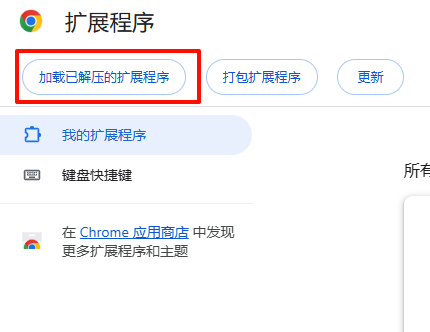 扩展程序
加载已解压的扩展程序 打包扩展程序 更新
我的扩展程序
所有
键盘快捷键
在 Chrome 应用商店 中发现
更多扩展程序和主题